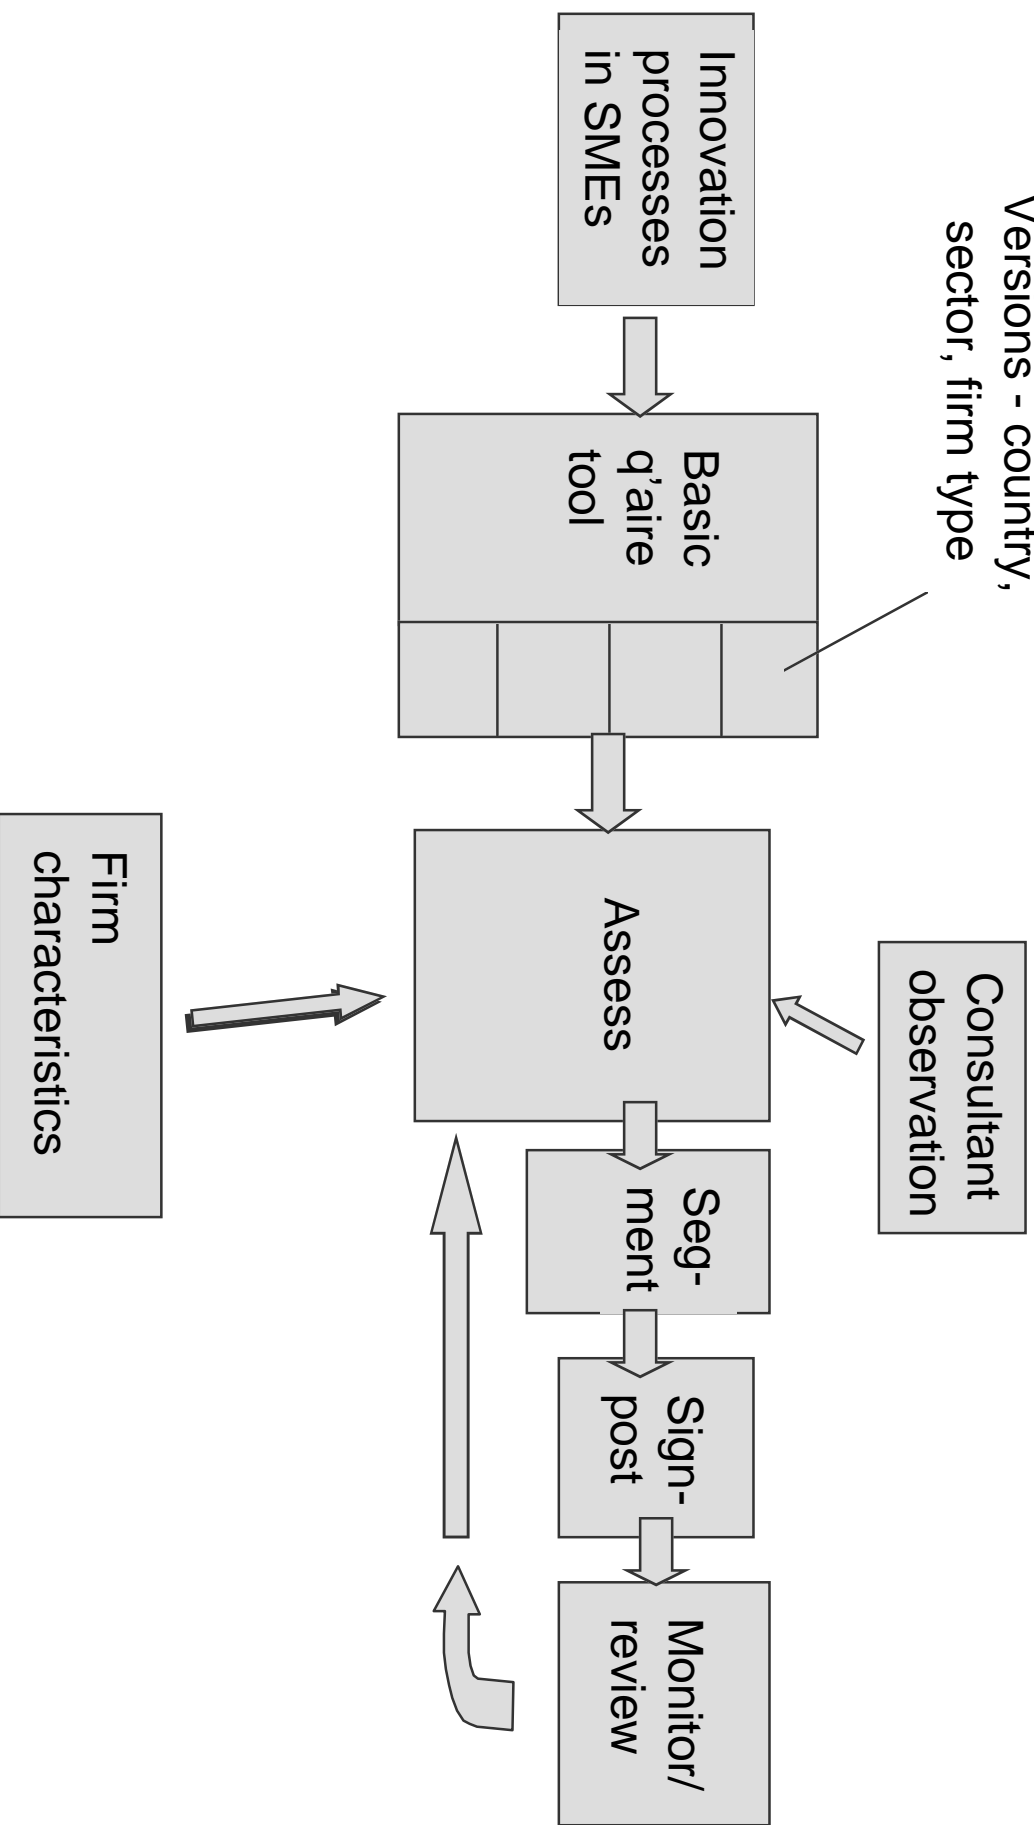 Versions - country,
sector, firm type
Innovation
processes
in SMEs
Basic
q’aire
tool
Consultant
observation
Assess
Seg-
ment
Sign-
post
Monitor/
review
Firm
characteristics